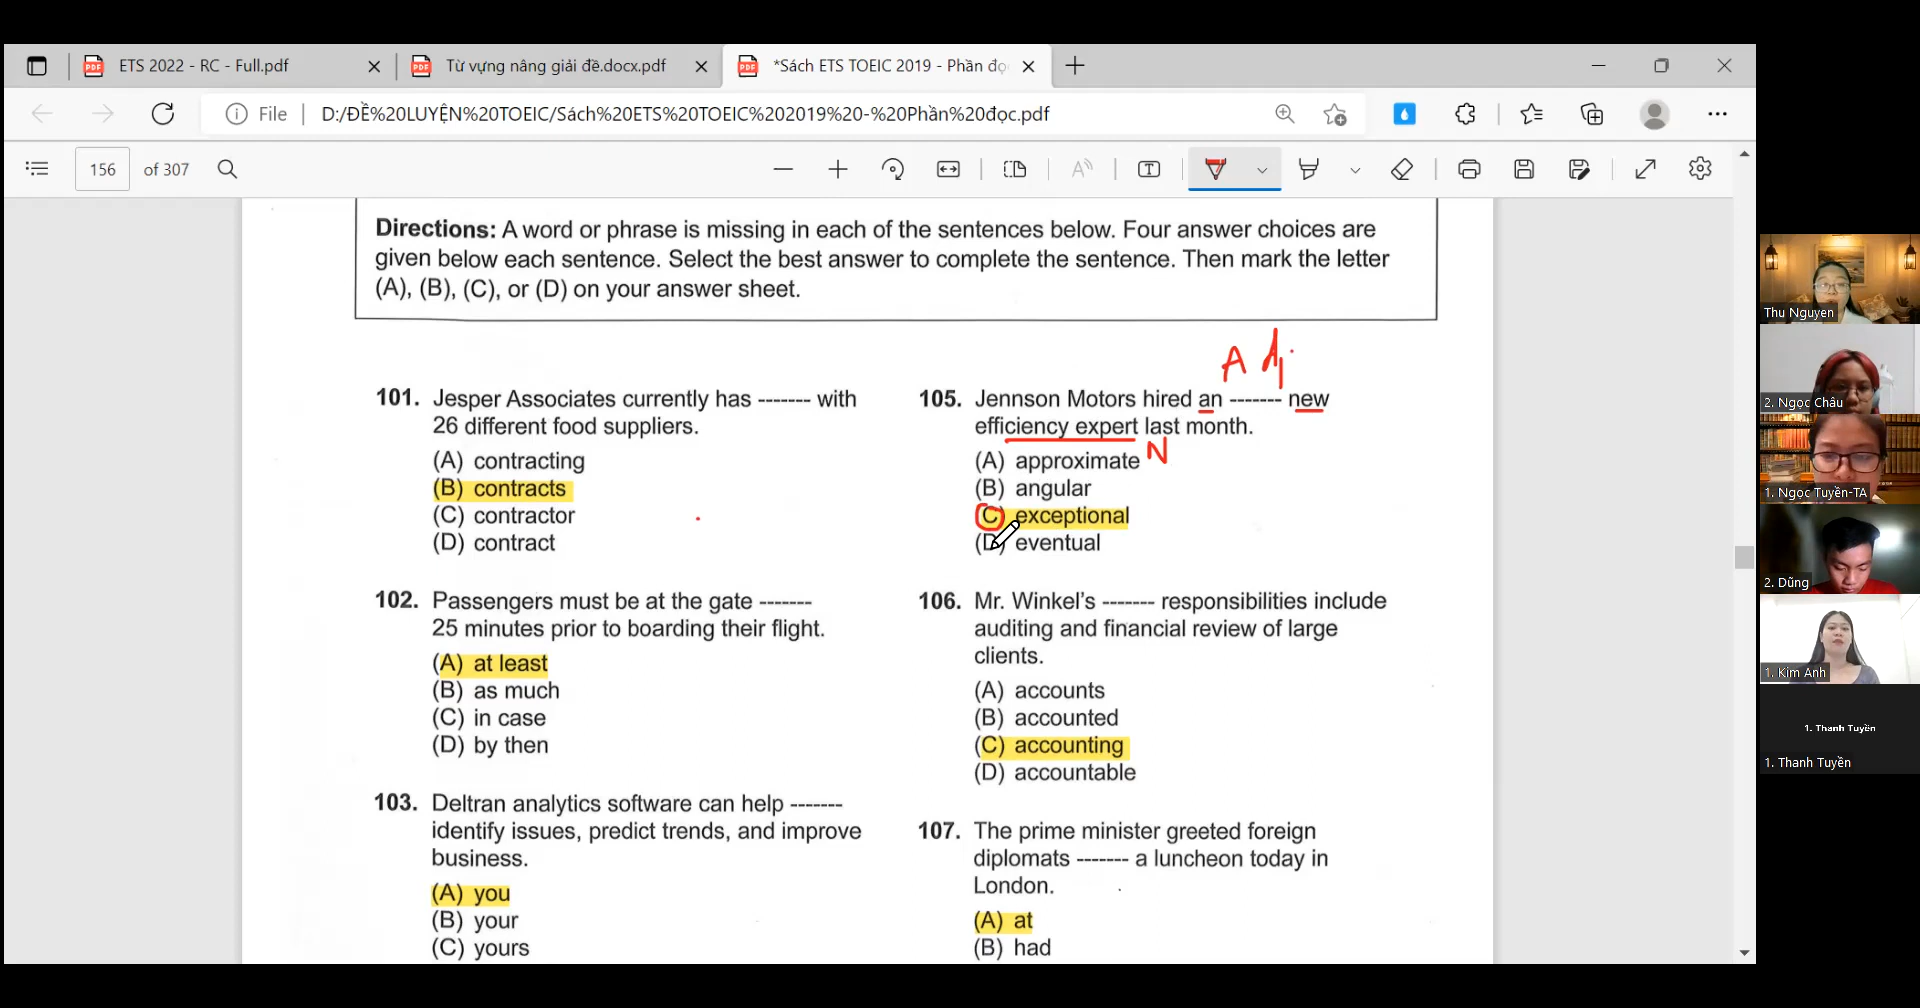 ETS 2022 - RC - Full.pdf
Từ vựng nâng giải đề.docx.pdf
*Sách ETS TOEIC 2019 - Phần đọ
File
D:/ĐỀ%20LUYỆN%20TOEIC/Sách%20ETS%20TOEIC%202019%20-%20Phần%20đọc.pdf
156 of 307
Directions: A word or phrase is missing in each of the sentences below. Four answer choices are
given below each sentence. Select the best answer to complete the sentence. Then mark the letter
(A), (B), (C), or (D) on your answer sheet.
101. Jesper Associates currently has ------- with
26 different food suppliers.
(A) contracting
(B) contracts
(C) contractor
(D) contract
102. Passengers must be at the gate -------
25 minutes prior to boarding their flight.
(A) at least
(B) as much
(C) in case
(D) by then
103. Deltran analytics software can help -------
identify issues, predict trends, and improve
business.
(A) you
(B) your
(C) yours
Adj
105. Jennson Motors hired an ------- new
efficiency expert last month.
N
(A) approximate
(B) angular
(C) exceptional
(D) eventual
106. Mr. Winkel's ------- responsibilities include
auditing and financial review of large
clients.
(A) accounts
(B) accounted
(C) accounting
(D) accountable
107. The prime minister greeted foreign
diplomats ------- a luncheon today in
London.
(A) at
(B) had
Thu Nguyen
2. Ngọc Châu
1. Ngọc Tuyền-TA
2. Dũng
1. Kim Anh
1. Thanh Tuyền
1. Thanh Tuyền